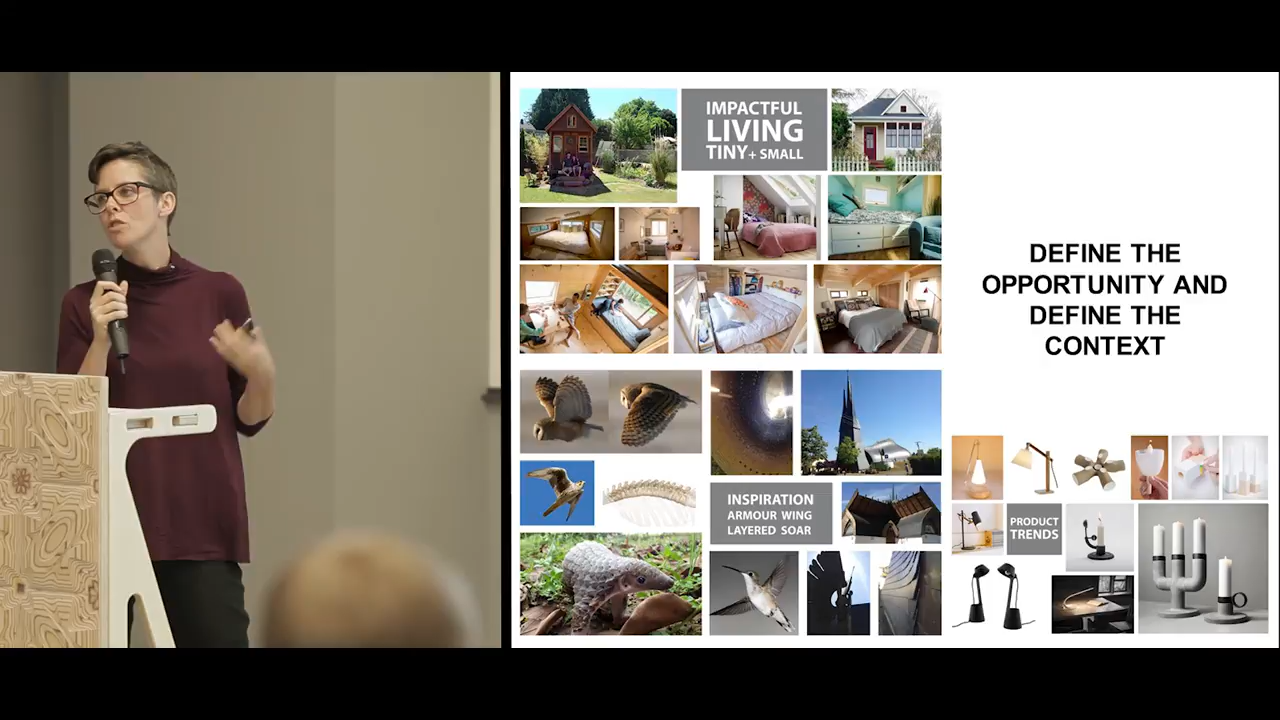 IMPACTFUL
LIVING
TINY + SMALL
DEFINE THE
OPPORTUNITY AND
DEFINE THE
CONTEXT
INSPIRATION
ARMOUR WING
LAYERED SOAR
PRODUCT
TRENDS